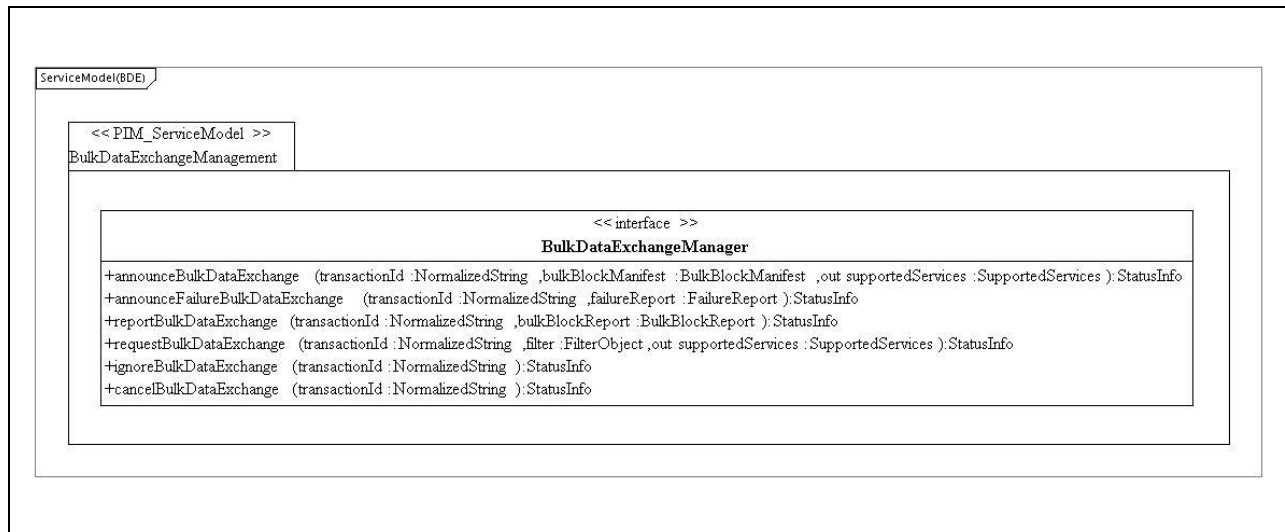 ServiceModel(BDE)
<< PIM_ServiceModel >>
BulkDataExchangeManagement
<< interface >>
BulkDataExchangeManager
+announceBulkDataExchange (transactionId :NormalizedString ,bulkBlockManifest :BulkBlockManifest ,out supportedServices :SupportedServices ):StatusInfo
+announceFailureBulkDataExchange (transactionId :NormalizedString ,failureReport :FailureReport ):StatusInfo
+reportBulkDataExchange (transactionId :NormalizedString ,bulkBlockReport :BulkBlockReport ):StatusInfo
+requestBulkDataExchange (transactionId :NormalizedString ,filter :FilterObject ,out supportedServices :SupportedServices ):StatusInfo
+ignoreBulkDataExchange (transactionId :NormalizedString ):StatusInfo
+cancelBulkDataExchange (transactionId :NormalizedString ):StatusInfo